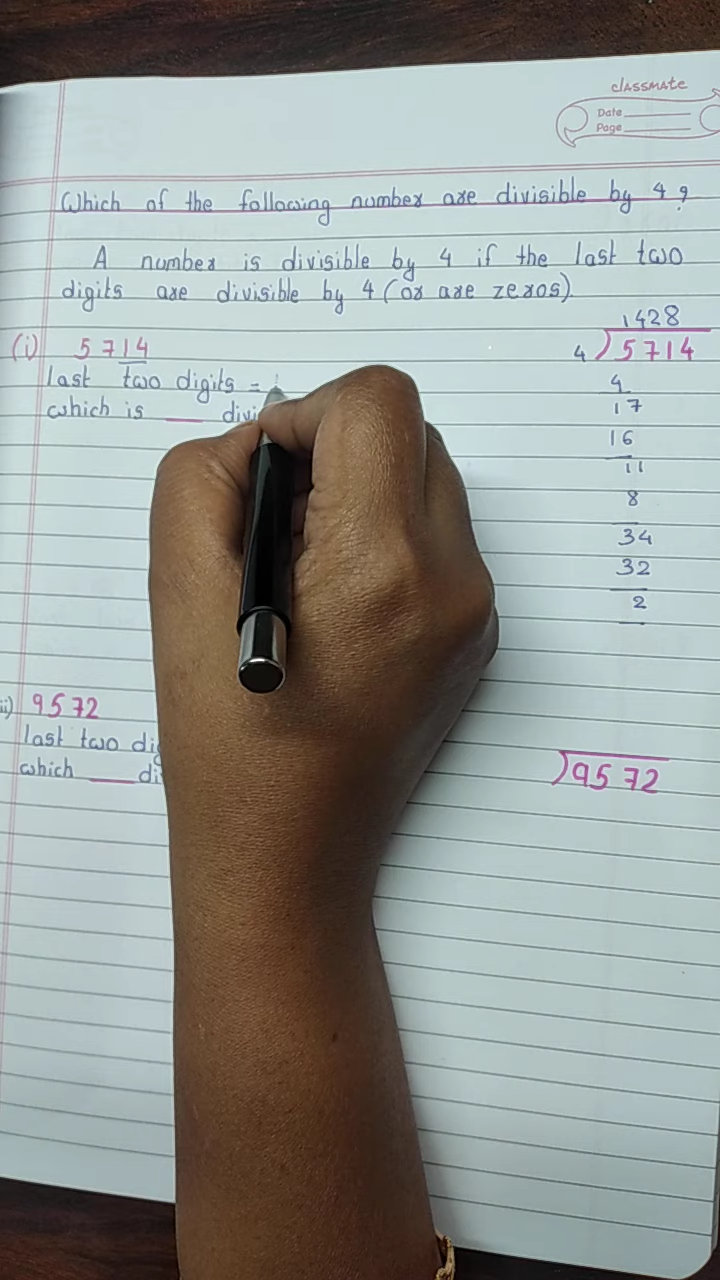 classmate
Date
Page
Which of the following number are divisible by 4?
A number is divisible by 4 if the last two
digits are divisible by 4 (or are zeros).
(i) 5714
last two digits =
which is ___
1428
4)5714
4
17
16
11
8
34
32
2
9572
last two
which ___
)9572